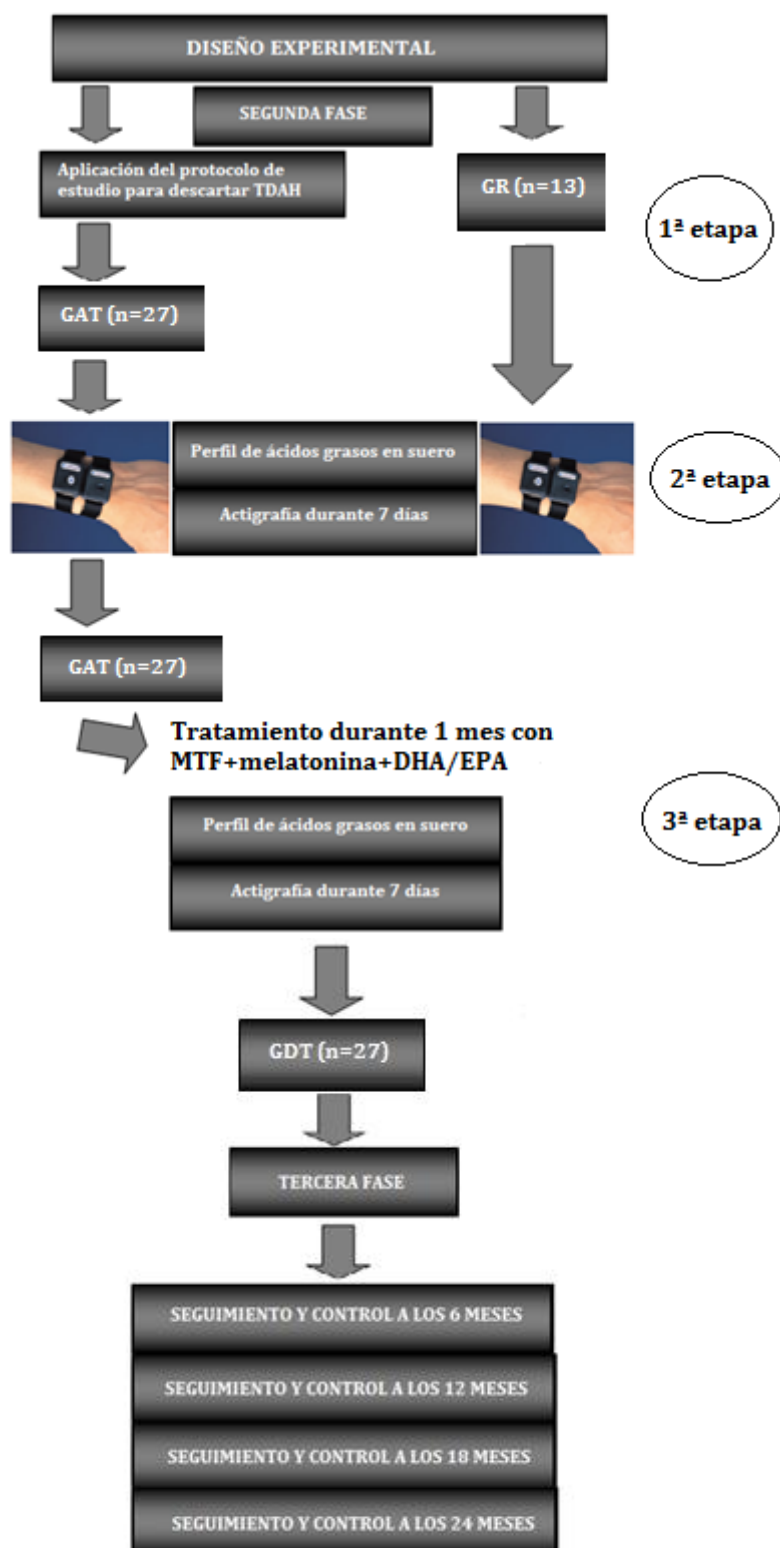 DISEÑO EXPERIMENTAL
SEGUNDA FASE
Aplicación del protocolo de
estudio para descartar TDAH
GR (n=13)
1ª etapa
GAT (n=27)
Perfil de ácidos grasos en suero
Actigrafía durante 7 días
2ª etapa
GAT (n=27)
Tratamiento durante 1 mes con
MTF+melatonina+DHA/EPA
Perfil de ácidos grasos en suero
3ª etapa
Actigrafía durante 7 días
GDT (n=27)
TERCERA FASE
SEGUIMIENTO Y CONTROL A LOS 6 MESES
SEGUIMIENTO Y CONTROL A LOS 12 MESES
SEGUIMIENTO Y CONTROL A LOS 18 MESES
SEGUIMIENTO Y CONTROL A LOS 24 MESES